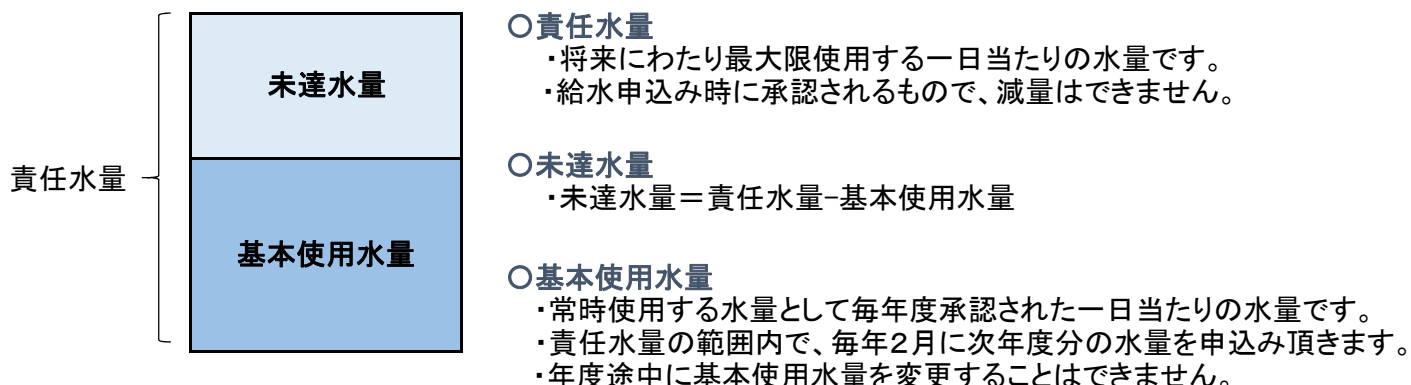 責任水量
未達水量
基本使用水量
〇責任水量
・将来にわたり最大限使用する一日当たりの水量です。
・給水申込み時に承認されるもので、減量はできません。
〇未達水量
・未達水量＝責任水量−基本使用水量
〇基本使用水量
・常時使用する水量として毎年度承認された一日当たりの水量です。
・責任水量の範囲内で、毎年２月に次年度分の水量を申込み頂きます。
・年度途中に基本使用水量を変更することはできません。